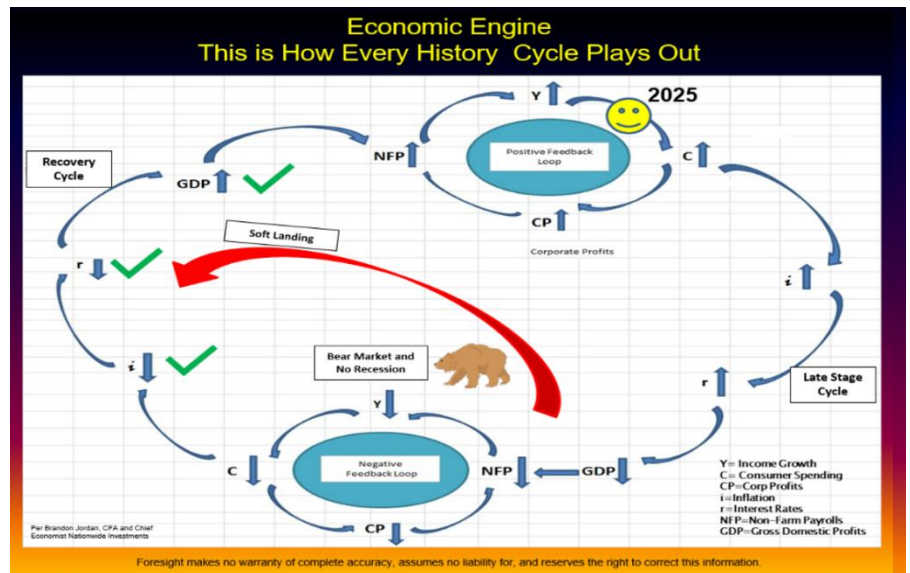 Economic Engine
This is How Every History Cycle Plays Out
Y
2025
Recovery
Cycle
NFP
Positive Feedback
Loop
C
GDP
CP
Soft Landing
Corporate Profits
r
i
Bear Market and
No Recession
i
r
Late Stage
Cycle
Y
C
Negative
Feedback Loop
NFP
GDP
CP
Y= Income Growth
C= Consumer Spending
CP=Corp Profits
i=Inflation
r=Interest Rates
NFP=Non-Farm Payrolls
GDP=Gross Domestic Profits
Per Brandon Jordan, CFA and Chief
Economist Nationwide Investments
Foresight makes no warranty of complete accuracy, assumes no liability for, and reserves the right to correct this information.